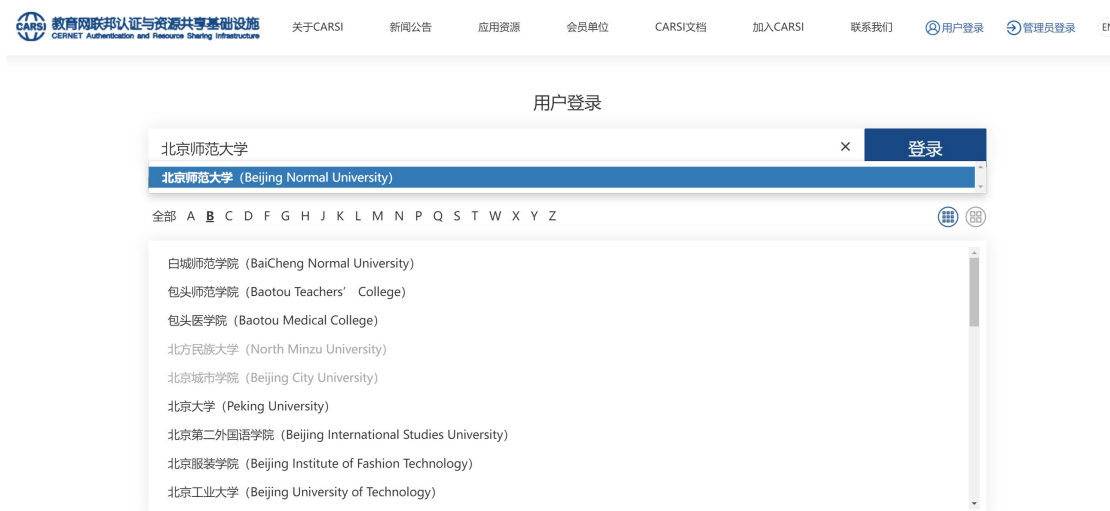 CARSI 教育网联邦认证与资源共享基础设施
CERNET Authentication and Resource Sharing Infrastructure
关于CARSI 新闻公告 应用资源 会员单位 CARSI文档 加入CARSI 联系我们 用户登录 管理员登录 EN
用户登录
北京师范大学 × 登录
北京师范大学（Beijing Normal University）
全部 A B C D F G H J K L M N P Q S T W X Y Z
白城师范学院（BaiCheng Normal University）
包头师范学院（Baotou Teachers’ College）
包头医学院（Baotou Medical College）
北方民族大学（North Minzu University）
北京城市学院（Beijing City University）
北京大学（Peking University）
北京第二外国语学院（Beijing International Studies University）
北京服装学院（Beijing Institute of Fashion Technology）
北京工业大学（Beijing University of Technology）